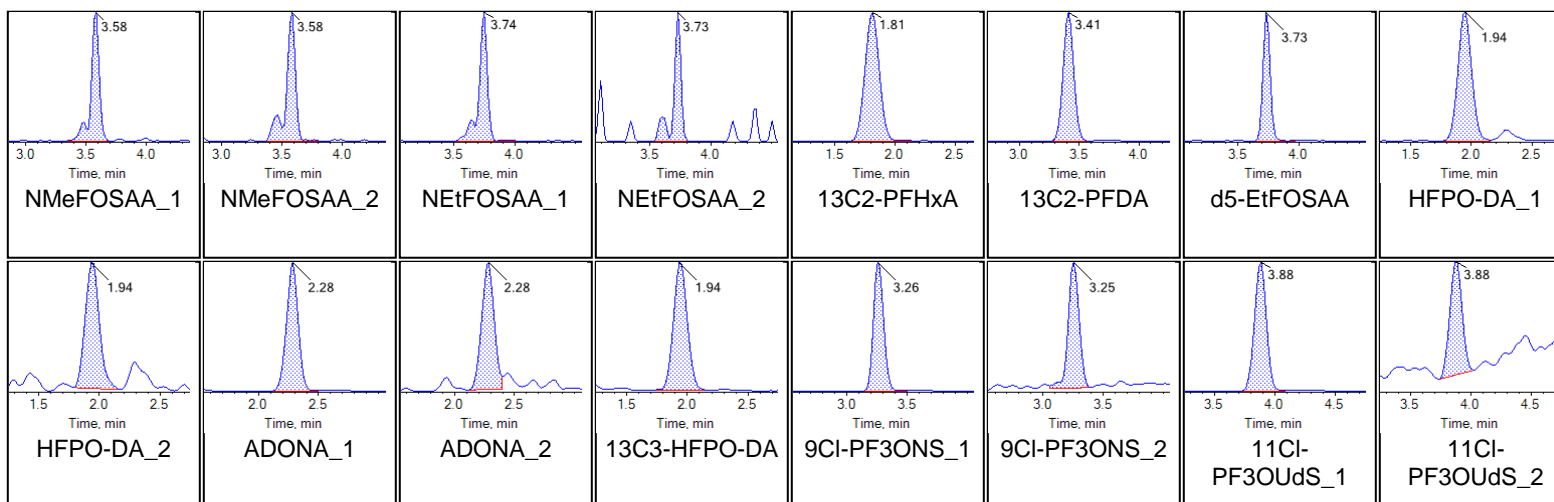 3.58
3.0 3.5 4.0
Time, min
NMeFOSAA_1
3.58
3.0 3.5 4.0
Time, min
NMeFOSAA_2
3.74
3.5 4.0
Time, min
NEtFOSAA_1
3.73
3.5 4.0
Time, min
NEtFOSAA_2
1.81
1.5 2.0 2.5
Time, min
13C2-PFHxA
3.41
3.0 3.5 4.0
Time, min
13C2-PFDA
3.73
3.5 4.0
Time, min
d5-EtFOSAA
1.94
1.5 2.0 2.5
Time, min
HFPO-DA_1
1.94
1.5 2.0 2.5
Time, min
HFPO-DA_2
2.28
2.0 2.5
Time, min
ADONA_1
2.28
2.0 2.5
Time, min
ADONA_2
1.94
1.5 2.0 2.5
Time, min
13C3-HFPO-DA
3.26
3.0 3.5
Time, min
9Cl-PF3ONS_1
3.25
3.0 3.5
Time, min
9Cl-PF3ONS_2
3.88
3.5 4.0 4.5
Time, min
11Cl-
PF3OUdS_1
3.88
3.5 4.0 4.5
Time, min
11Cl-
PF3OUdS_2